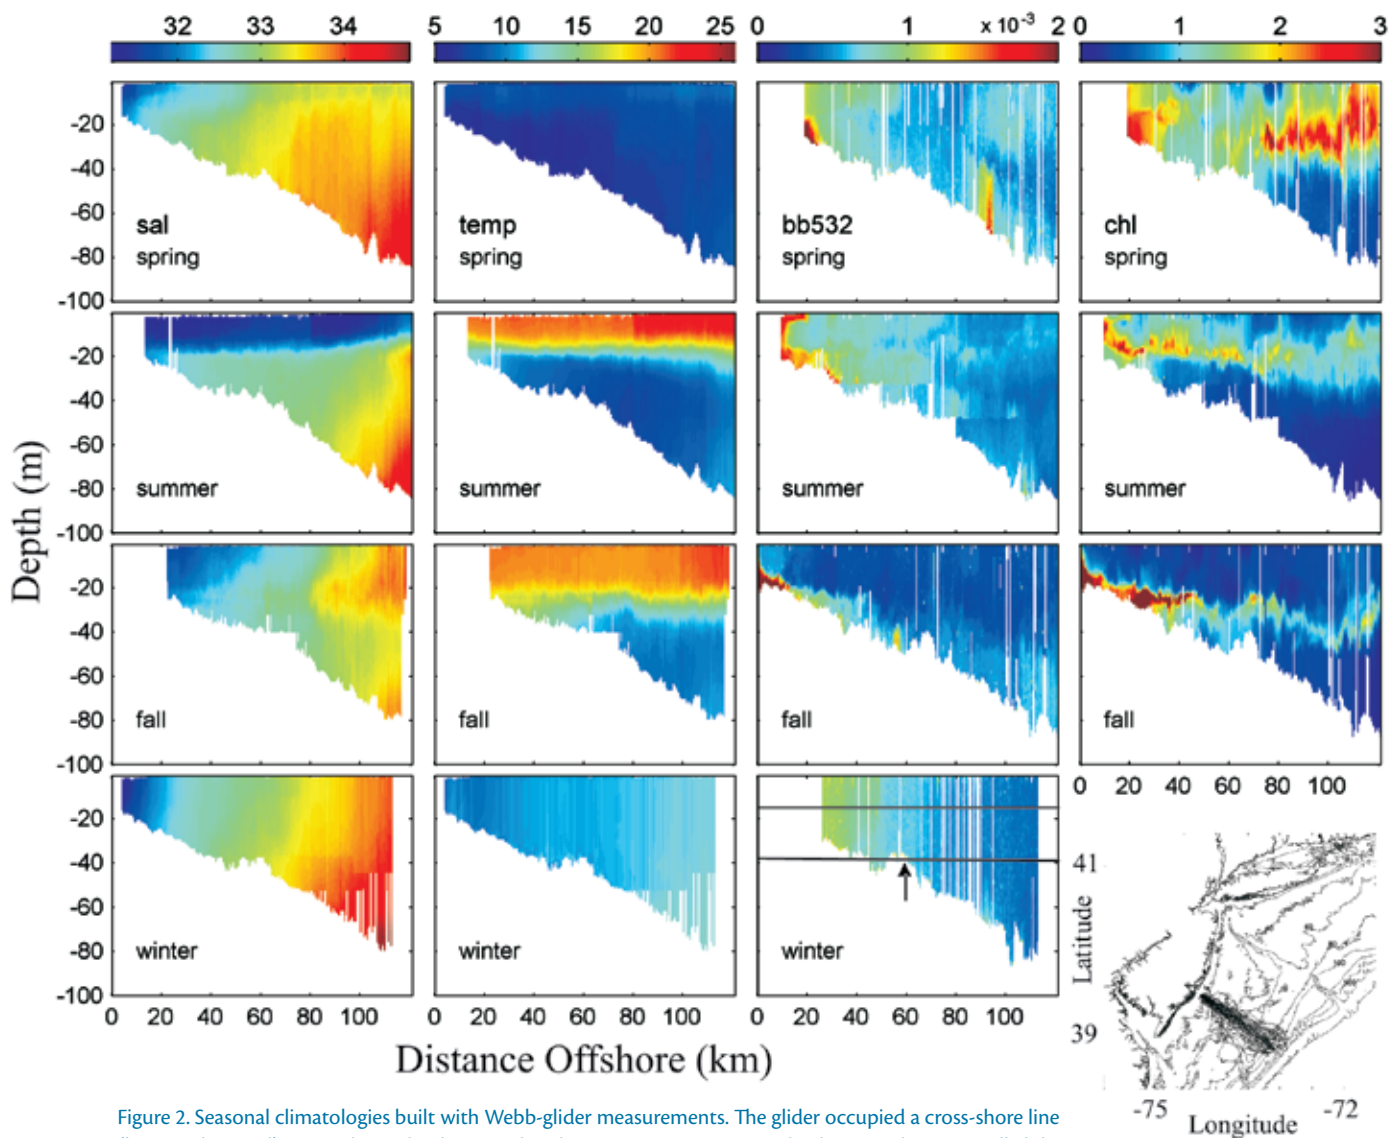 32 33 34
5 10 15 20 25
0 1 x 10⁻³ 2
0 1 2 3
-20
-40
-60
-80
-100
sal
spring
temp
spring
bb532
spring
chl
spring
-20
-40
-60
-80
-100
summer
summer
summer
summer
Depth (m)
-20
-40
-60
-80
-100
fall
fall
fall
fall
0 20 40 60 80 100
-20
-40
-60
-80
-100
winter
winter
winter
0 20 40 60 80 100
0 20 40 60 80 100
0 20 40 60 80 100
Distance Offshore (km)
41
39
Latitude
-75 -72
Longitude
Figure 2. Seasonal climatologies built with Webb-glider measurements. The glider occupied a cross-shore line